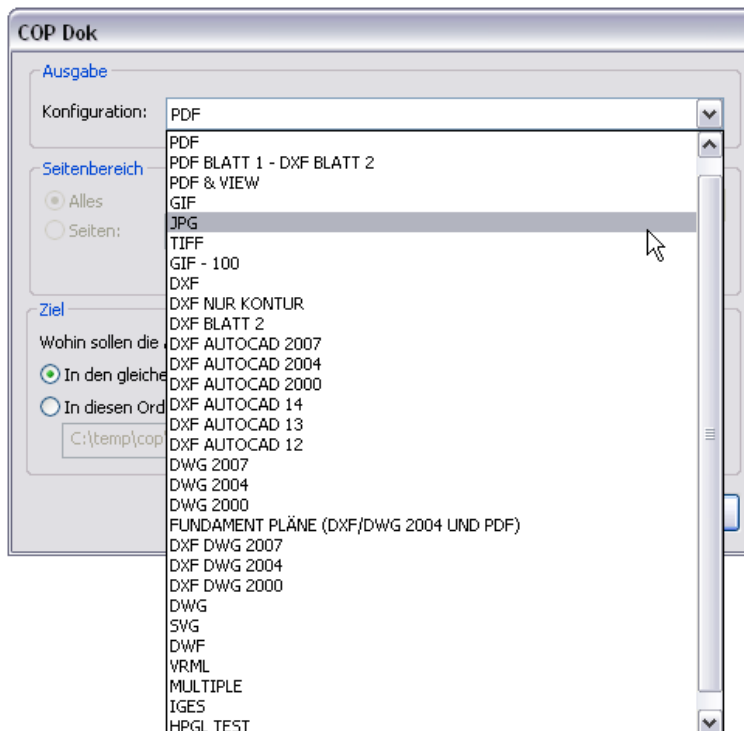 COP Dok
Ausgabe
Konfiguration: PDF
PDF
PDF BLATT 1 - DXF BLATT 2
Seitenbereich
PDF & VIEW
Alles
GIF
JPG
Seiten:
TIFF
GIF - 100
DXF
DXF NUR KONTUR
Ziel
DXF BLATT 2
Wohin sollen die
DXF AUTOCAD 2007
DXF AUTOCAD 2004
In den gleiche
DXF AUTOCAD 2000
In diesen Ord
DXF AUTOCAD 14
DXF AUTOCAD 13
C:\temp\cop
DXF AUTOCAD 12
DWG 2007
DWG 2004
DWG 2000
FUNDAMENT PLÄNE (DXF/DWG 2004 UND PDF)
DXF DWG 2007
DXF DWG 2004
DXF DWG 2000
DWG
SVG
DWF
VRML
MULTIPLE
IGES
HPGL TEST